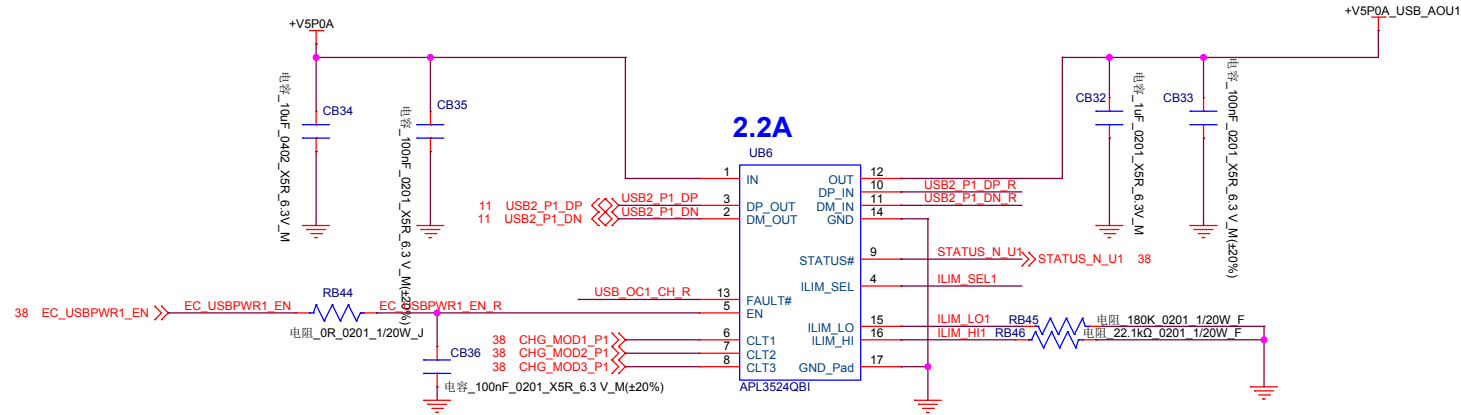 +V5P0A
+V5P0A_USB_AOU1
CB34
电容_10uF_0402_X5R_6.3V_M
CB35
电容_100nF_0201_X5R_6.3 V_M(±20%)
CB32
电容_1uF_0201_X5R_6.3V_M
CB33
电容_100nF_0201_X5R_6.3 V_M(±20%)
2.2A
UB6
1 IN
OUT 12
DP_IN 10 USB2_P1_DP_R
11 USB2_P1_DP USB2_P1_DP 3 DP_OUT
DM_IN 11 USB2_P1_DN_R
11 USB2_P1_DN USB2_P1_DN 2 DM_OUT
GND 14
STATUS# 9 STATUS_N_U1 STATUS_N_U1 38
ILIM_SEL 4 ILIM_SEL1
USB_OC1_CH_R 13 FAULT#
38 EC_USBPWR1_EN EC_USBPWR1_EN RB44 EC_USBPWR1_EN_R 5 EN
电阻_0R_0201_1/20W_J
ILIM_LO 15 ILIM_LO1 RB45 电阻_180K_0201_1/20W_F
ILIM_HI 16 ILIM_HI1 RB46 电阻_22.1kΩ_0201_1/20W_F
38 CHG_MOD1_P1 6 CLT1
38 CHG_MOD2_P1 7 CLT2
38 CHG_MOD3_P1 8 CLT3
GND_Pad 17
CB36
电容_100nF_0201_X5R_6.3 V_M(±20%)
APL3524QBI